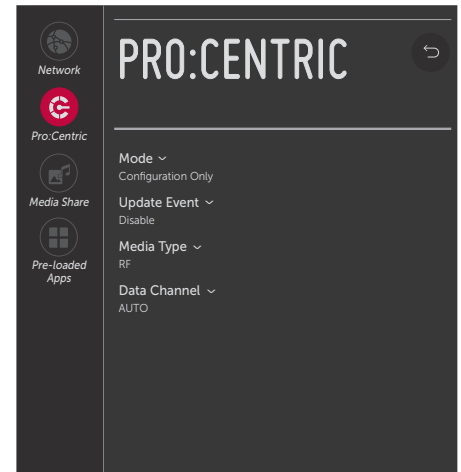 Network
Pro:Centric
Media Share
Pre-loaded
Apps
PRO:CENTRIC
Mode
Configuration Only
Update Event
Disable
Media Type
RF
Data Channel
AUTO